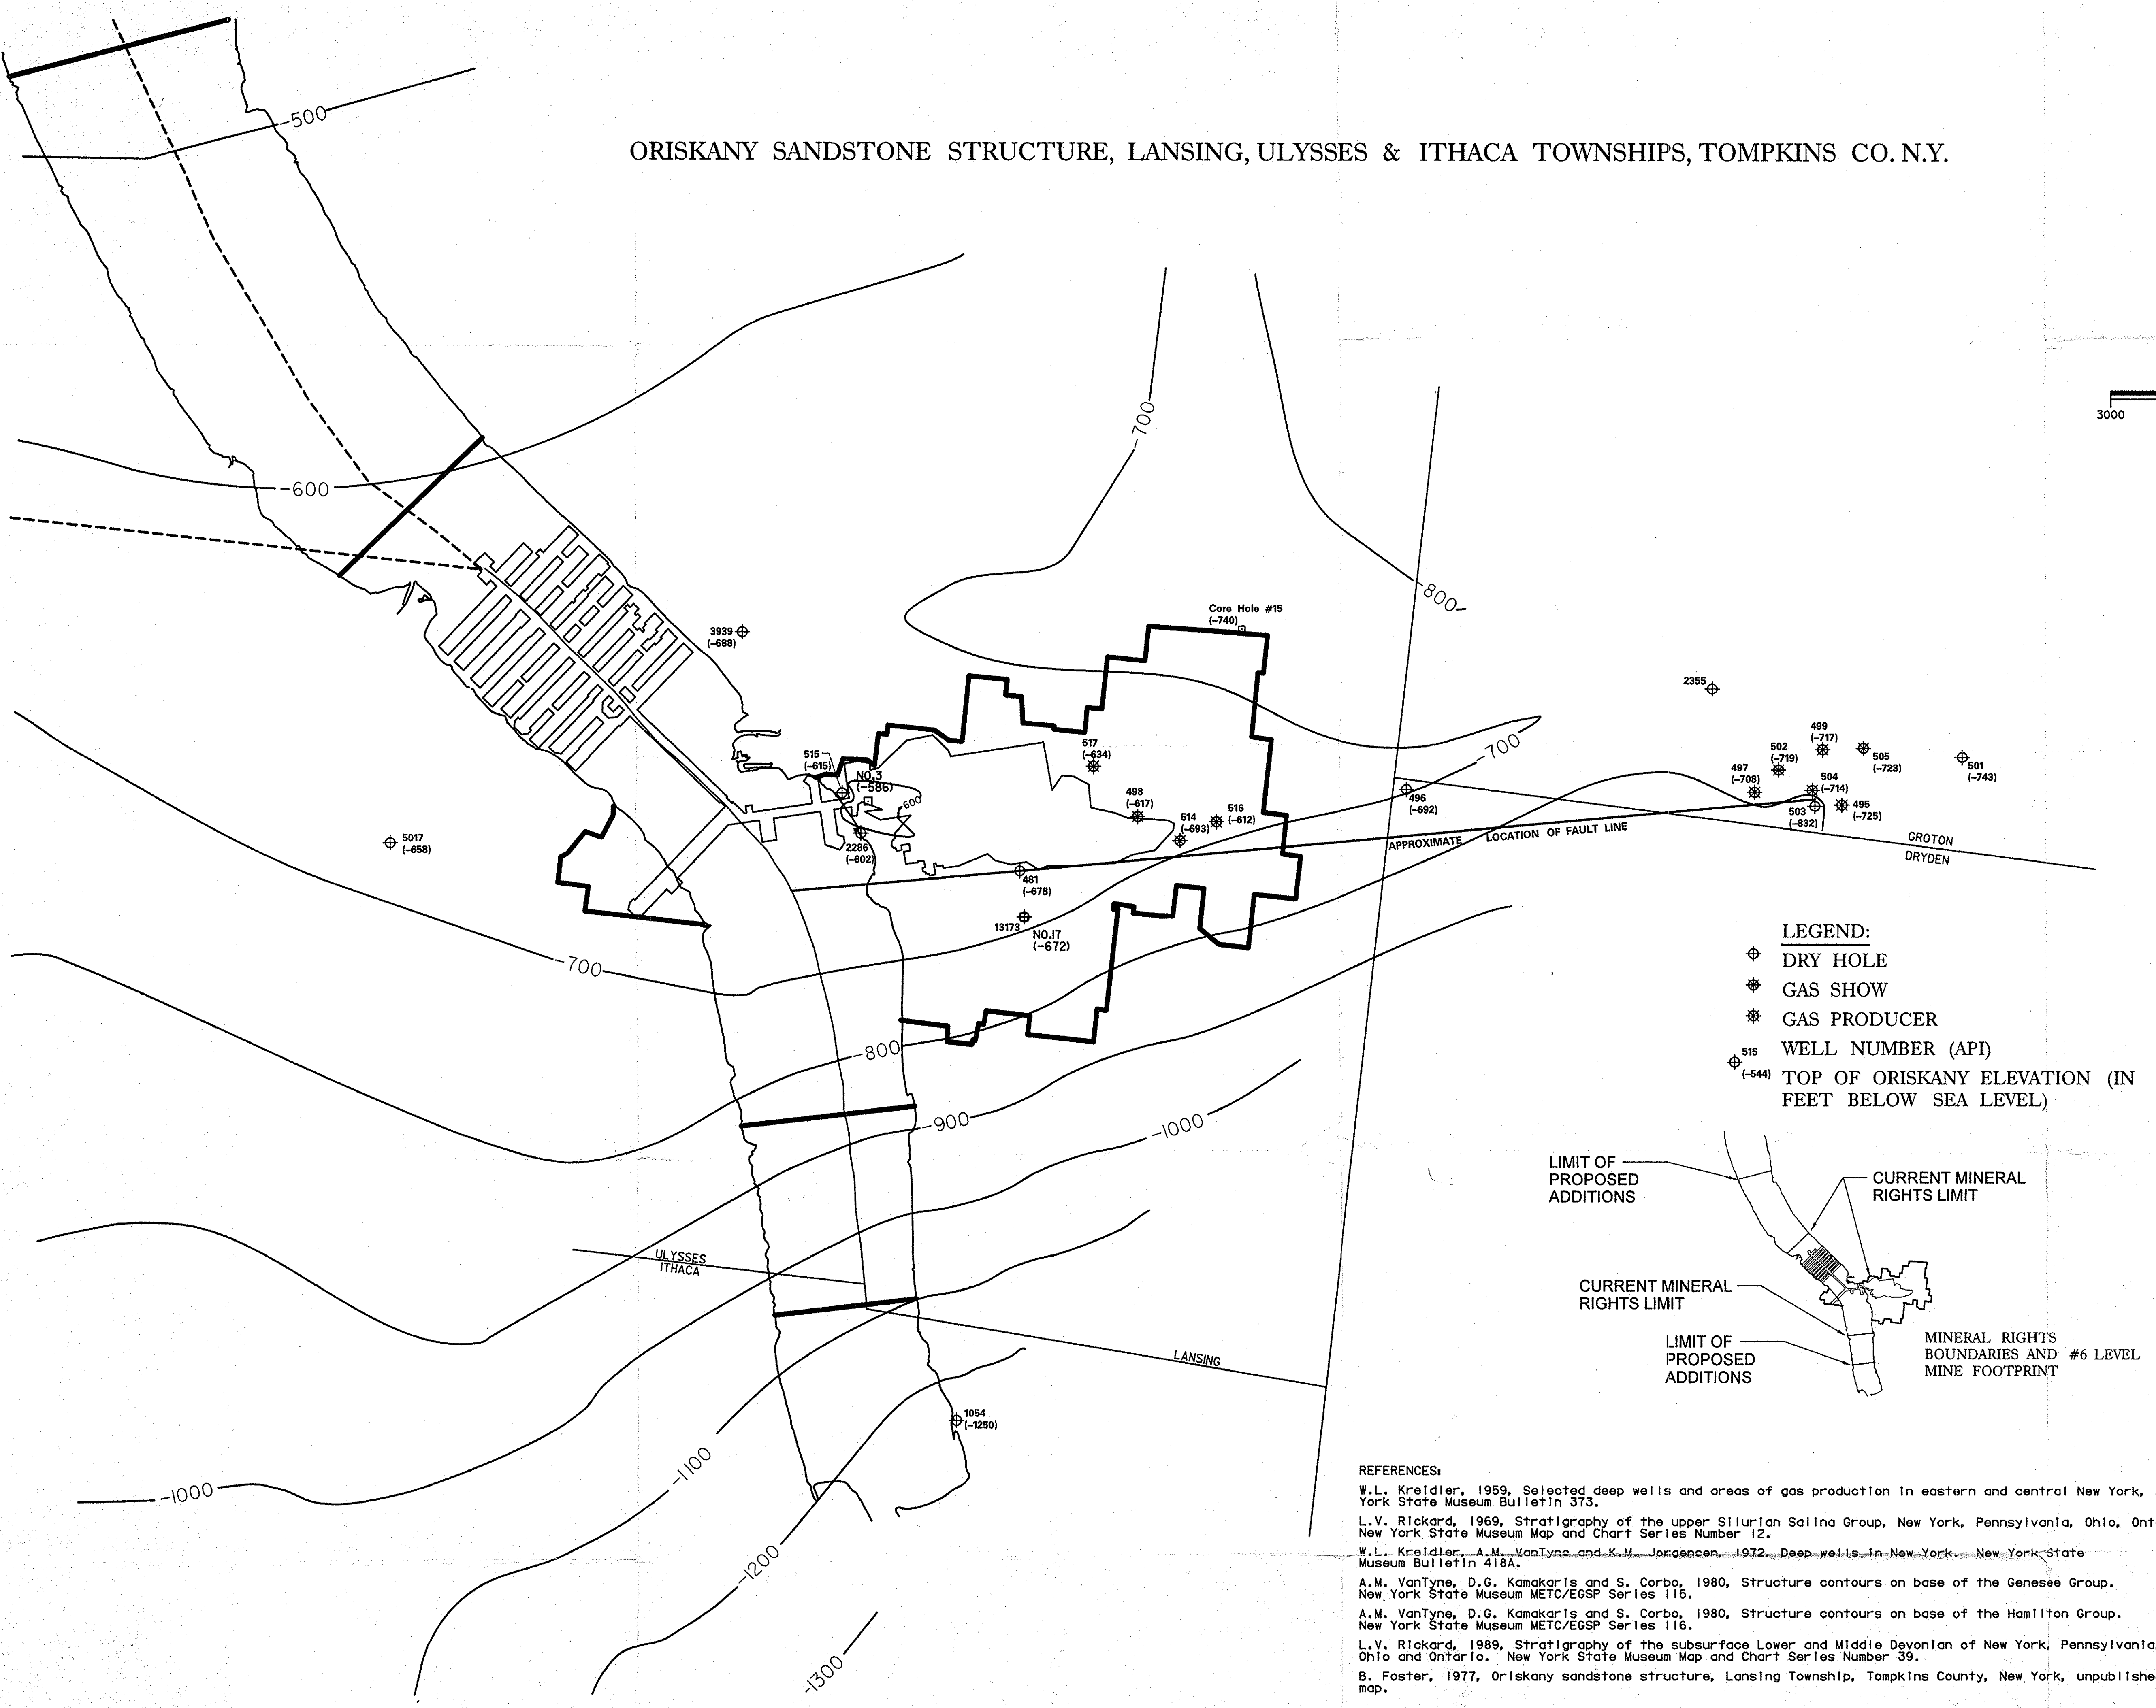 ORISKANY SANDSTONE STRUCTURE, LANSING, ULYSSES & ITHACA TOWNSHIPS, TOMPKINS CO. N.Y.
-500
-600
-700
-800
3000
3939
(-688)
Core Hole #15
(-740)
515
(-615)
NO.3
(-586)
-600
2286
(-602)
517
(-634)
498
(-617)
514
(-693)
516
(-612)
481
(-678)
13173
NO.17
(-672)
5017
(-658)
-700
496
(-692)
2355
499
(-717)
502
(-719)
505
(-723)
497
(-708)
504
(-714)
501
(-743)
503
(-832)
495
(-725)
APPROXIMATE LOCATION OF FAULT LINE
GROTON
DRYDEN
-700
-800
-900
-1000
ULYSSES
ITHACA
LANSING
1054
(-1250)
-1000
-1100
-1200
-1300
LEGEND:
DRY HOLE
GAS SHOW
GAS PRODUCER
515
(-544)
WELL NUMBER (API)
TOP OF ORISKANY ELEVATION (IN
FEET BELOW SEA LEVEL)
LIMIT OF
PROPOSED
ADDITIONS
CURRENT MINERAL
RIGHTS LIMIT
CURRENT MINERAL
RIGHTS LIMIT
LIMIT OF
PROPOSED
ADDITIONS
MINERAL RIGHTS
BOUNDARIES AND #6 LEVEL
MINE FOOTPRINT
REFERENCES:
W.L. Kreidler, 1959, Selected deep wells and areas of gas production in eastern and central New York,
York State Museum Bulletin 373.
L.V. Rickard, 1969, Stratigraphy of the upper Silurian Salina Group, New York, Pennsylvania, Ohio, Ont
New York State Museum Map and Chart Series Number 12.
W.L. Kreidler, A.M. VanTyne and K.M. Jorgensen, 1972, Deep wells in New York. New York State
Museum Bulletin 418A.
A.M. VanTyne, D.G. Kamakaris and S. Corbo, 1980, Structure contours on base of the Genesee Group.
New York State Museum METC/EGSP Series 115.
A.M. VanTyne, D.G. Kamakaris and S. Corbo, 1980, Structure contours on base of the Hamilton Group.
New York State Museum METC/EGSP Series 116.
L.V. Rickard, 1989, Stratigraphy of the subsurface Lower and Middle Devonian of New York, Pennsylvania
Ohio and Ontario. New York State Museum Map and Chart Series Number 39.
B. Foster, 1977, Oriskany sandstone structure, Lansing Township, Tompkins County, New York, unpublishe
map.